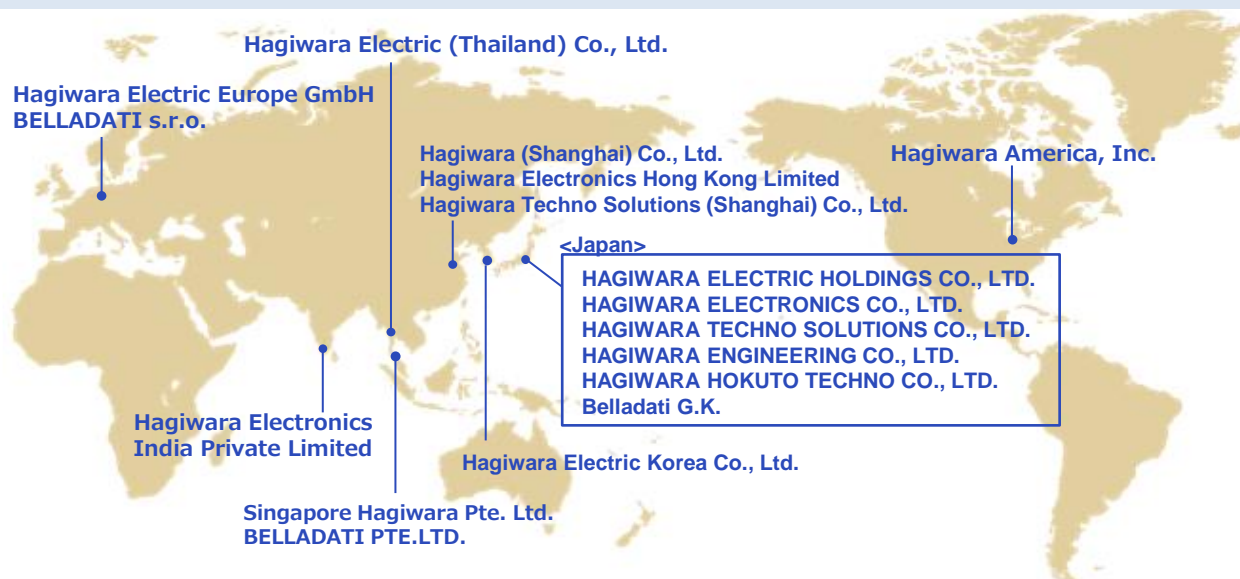 Hagiwara Electric (Thailand) Co., Ltd.
Hagiwara Electric Europe GmbH
BELLADATI s.r.o.
Hagiwara (Shanghai) Co., Ltd.
Hagiwara Electronics Hong Kong Limited
Hagiwara Techno Solutions (Shanghai) Co., Ltd.
Hagiwara America, Inc.
<Japan>
HAGIWARA ELECTRIC HOLDINGS CO., LTD.
HAGIWARA ELECTRONICS CO., LTD.
HAGIWARA TECHNO SOLUTIONS CO., LTD.
HAGIWARA ENGINEERING CO., LTD.
HAGIWARA HOKUTO TECHNO CO., LTD.
Belladati G.K.
Hagiwara Electronics
India Private Limited
Hagiwara Electric Korea Co., Ltd.
Singapore Hagiwara Pte. Ltd.
BELLADATI PTE.LTD.